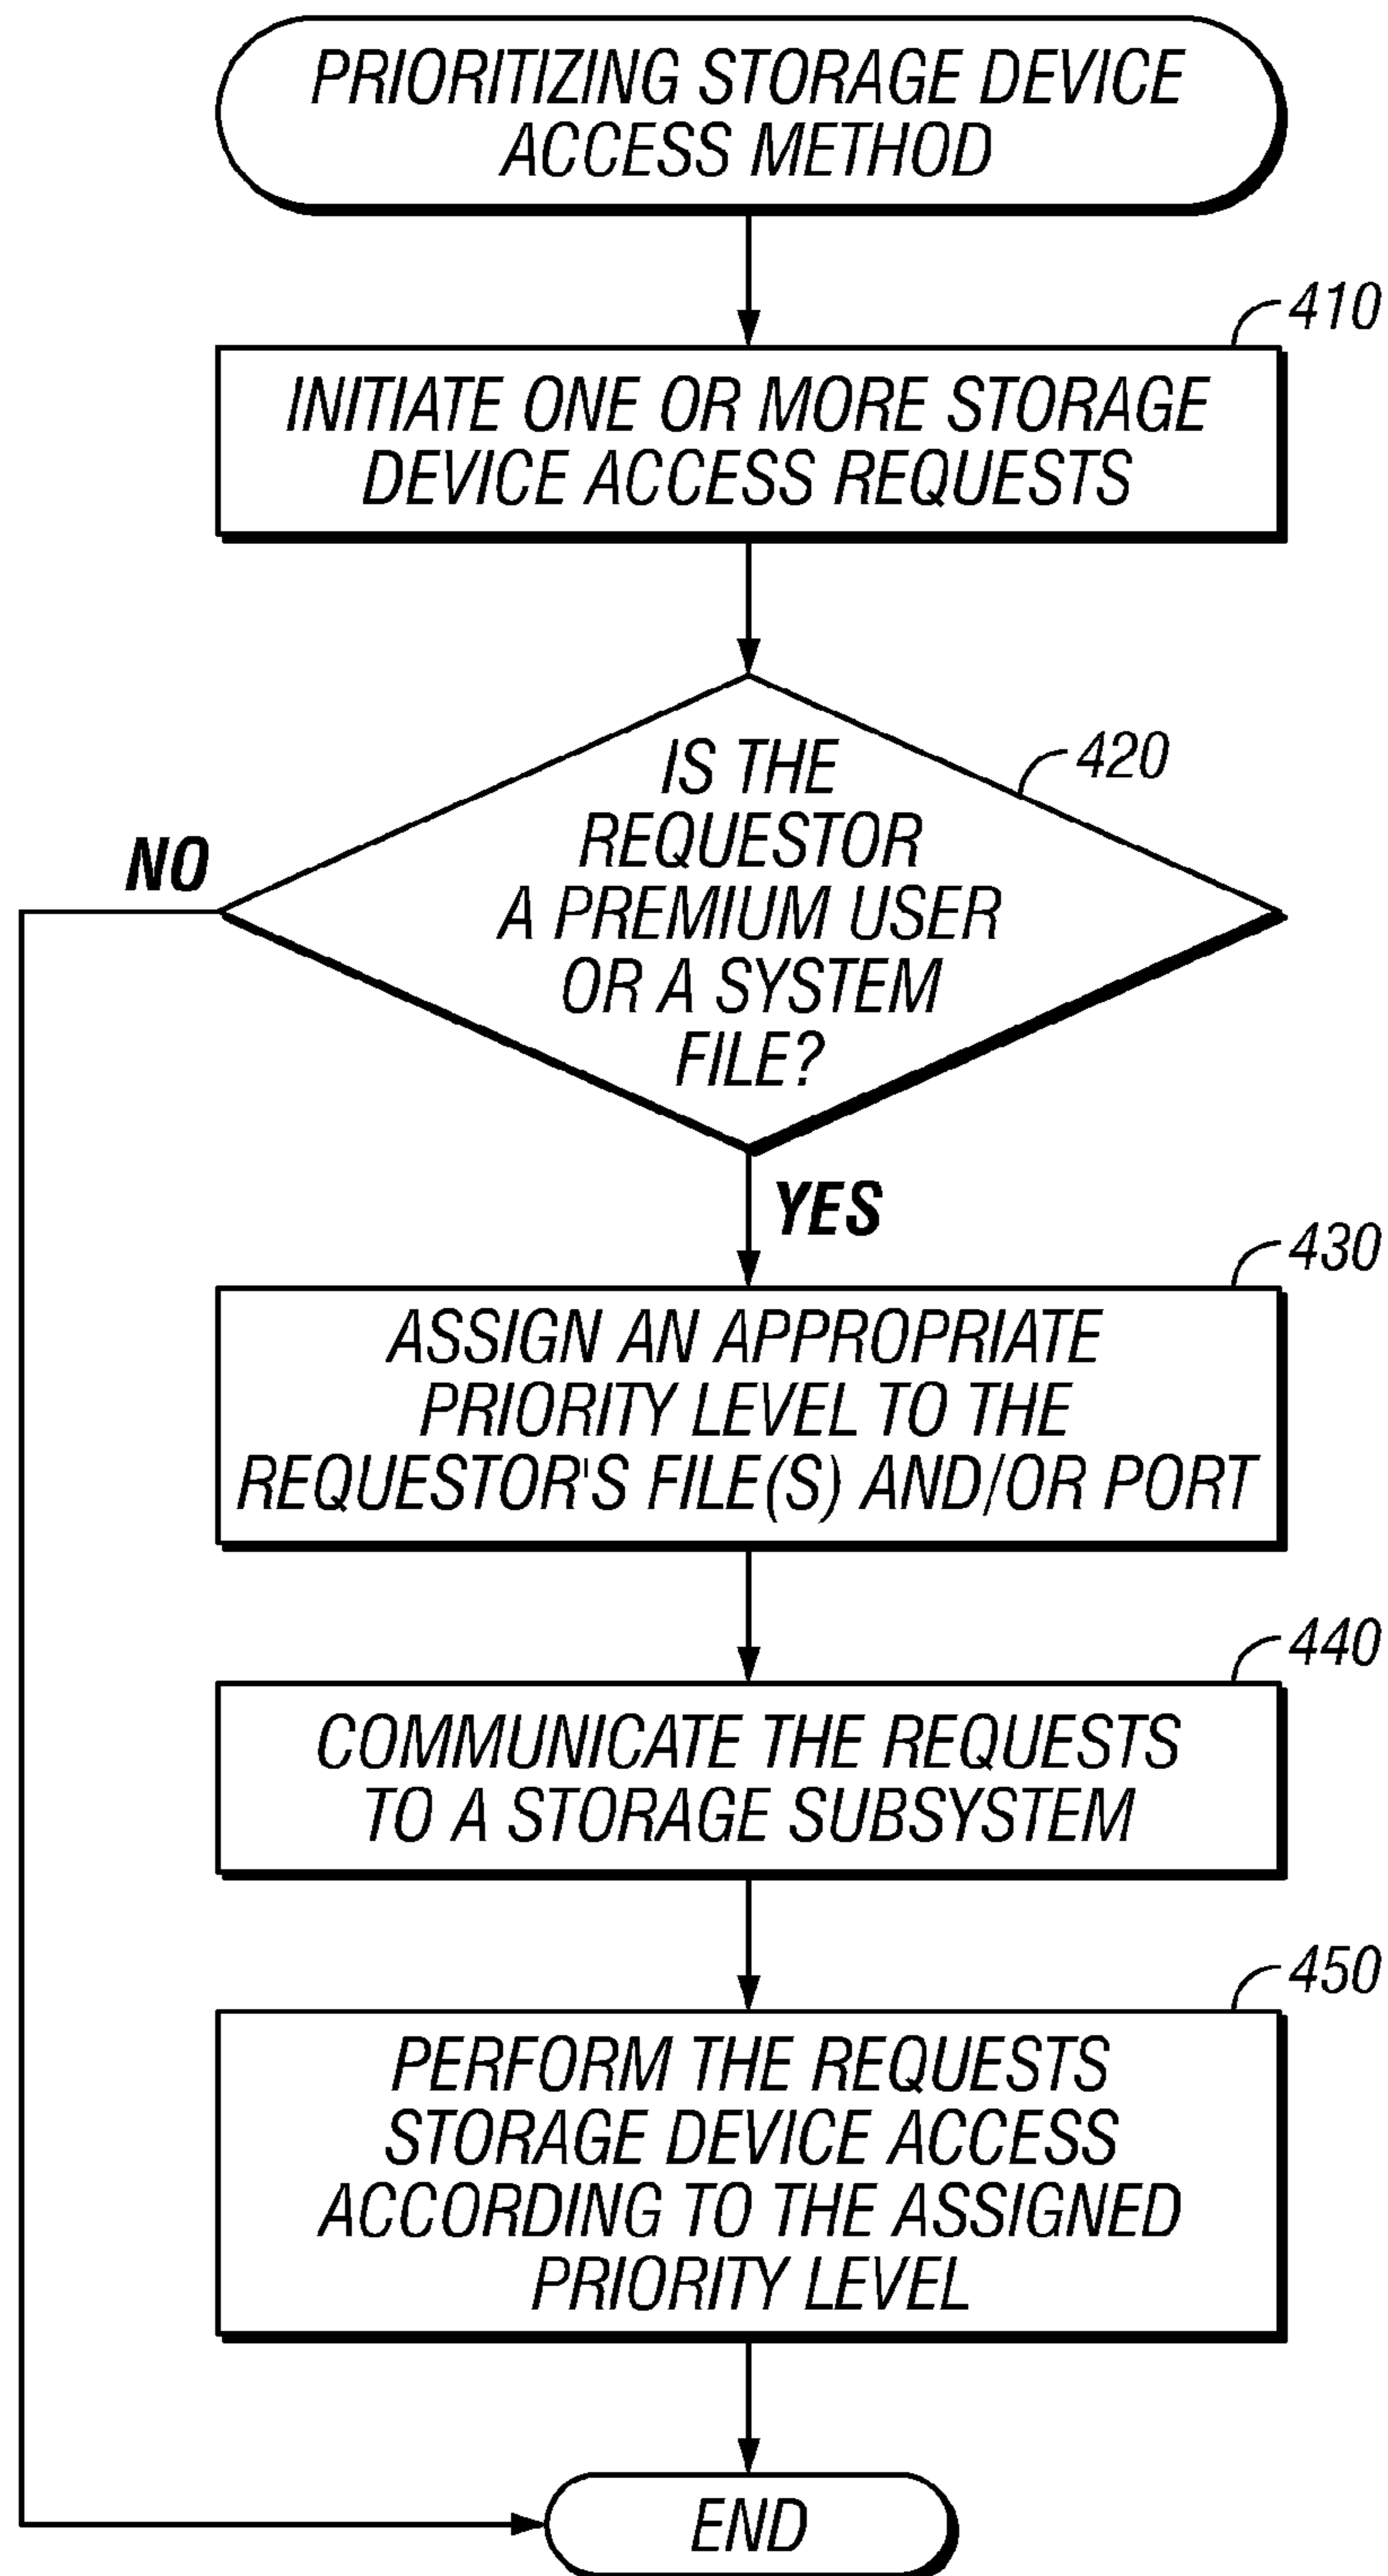 PRIORITIZING STORAGE DEVICE
ACCESS METHOD
410
INITIATE ONE OR MORE STORAGE
DEVICE ACCESS REQUESTS
420
IS THE
REQUESTOR
A PREMIUM USER
OR A SYSTEM
FILE?
NO
YES
430
ASSIGN AN APPROPRIATE
PRIORITY LEVEL TO THE
REQUESTOR'S FILE(S) AND/OR PORT
440
COMMUNICATE THE REQUESTS
TO A STORAGE SUBSYSTEM
450
PERFORM THE REQUESTS
STORAGE DEVICE ACCESS
ACCORDING TO THE ASSIGNED
PRIORITY LEVEL
END